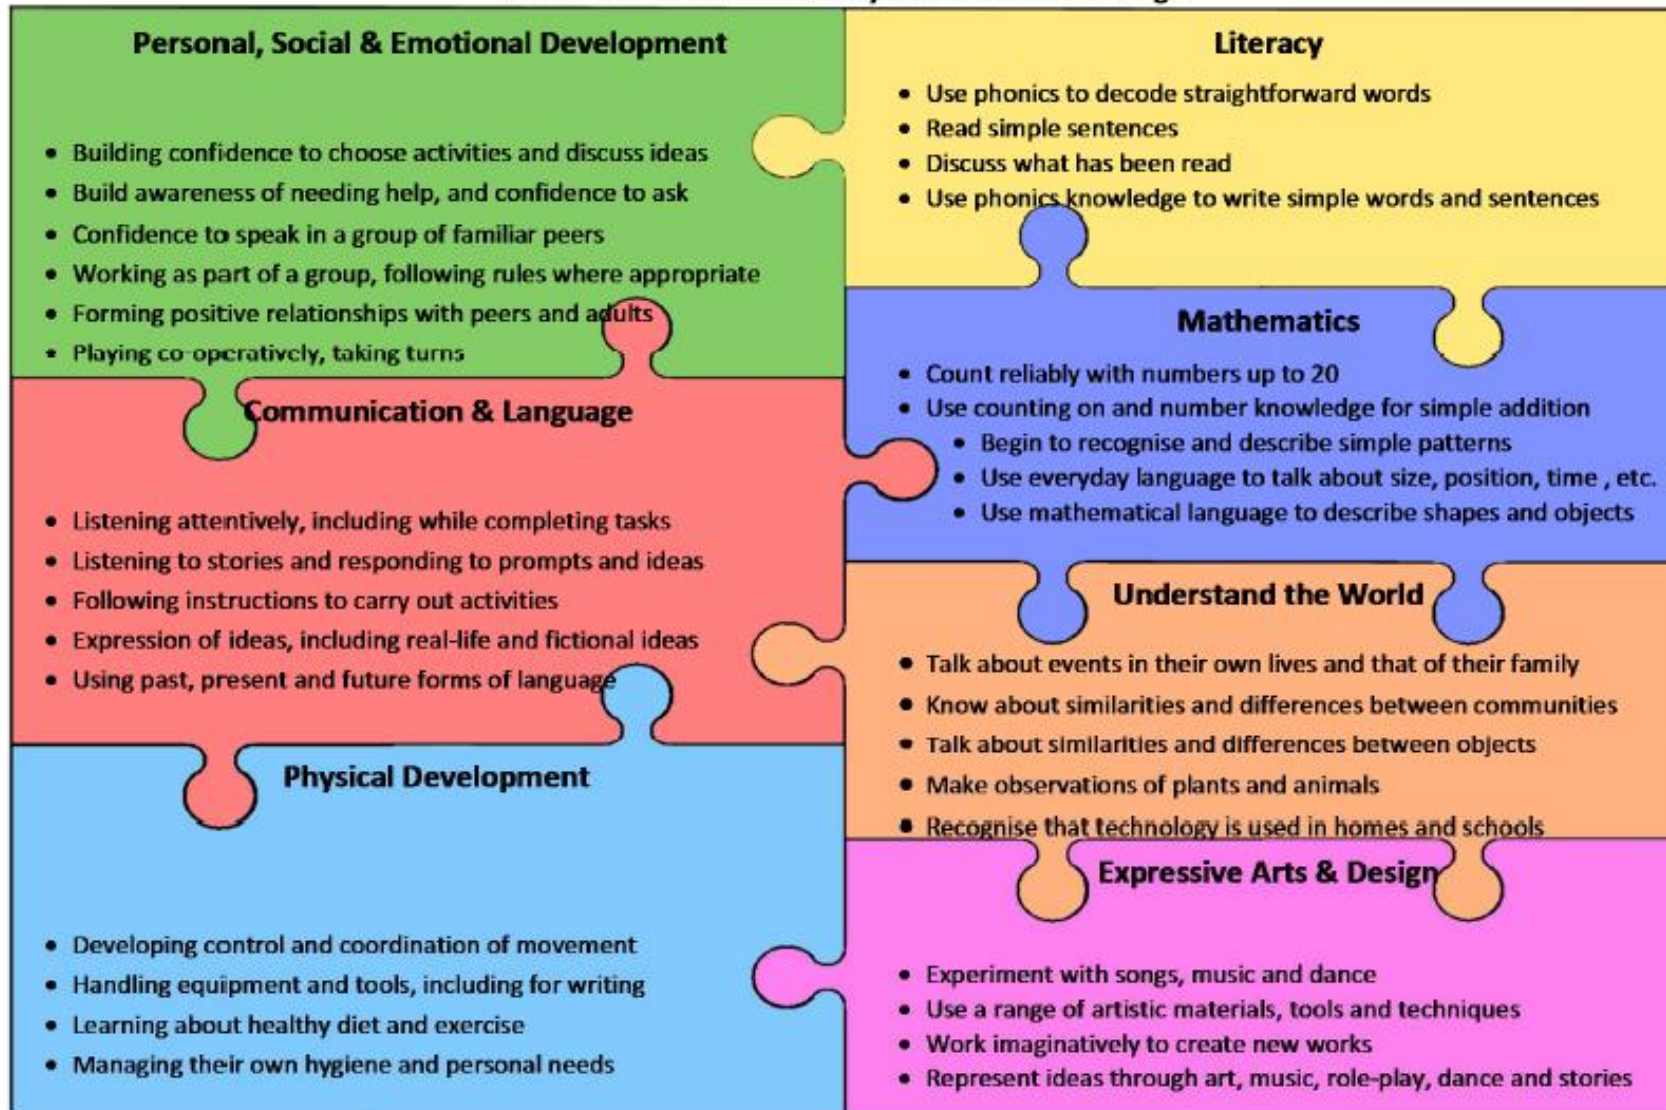 Personal, Social & Emotional Development
• Building confidence to choose activities and discuss ideas
• Build awareness of needing help, and confidence to ask
• Confidence to speak in a group of familiar peers
• Working as part of a group, following rules where appropriate
• Forming positive relationships with peers and adults
• Playing co-operatively, taking turns
Communication & Language
• Listening attentively, including while completing tasks
• Listening to stories and responding to prompts and ideas
• Following instructions to carry out activities
• Expression of ideas, including real-life and fictional ideas
• Using past, present and future forms of language
Physical Development
• Developing control and coordination of movement
• Handling equipment and tools, including for writing
• Learning about healthy diet and exercise
• Managing their own hygiene and personal needs
Literacy
• Use phonics to decode straightforward words
• Read simple sentences
• Discuss what has been read
• Use phonics knowledge to write simple words and sentences
Mathematics
• Count reliably with numbers up to 20
• Use counting on and number knowledge for simple addition
• Begin to recognise and describe simple patterns
• Use everyday language to talk about size, position, time , etc.
• Use mathematical language to describe shapes and objects
Understand the World
• Talk about events in their own lives and that of their family
• Know about similarities and differences between communities
• Talk about similarities and differences between objects
• Make observations of plants and animals
• Recognise that technology is used in homes and schools
Expressive Arts & Design
• Experiment with songs, music and dance
• Use a range of artistic materials, tools and techniques
• Work imaginatively to create new works
• Represent ideas through art, music, role-play, dance and stories